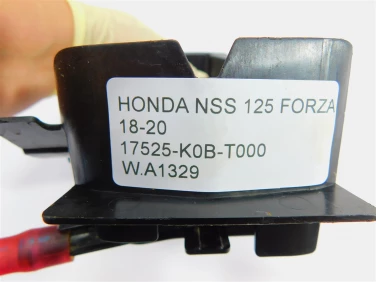 HONDA NSS 125 FORZA
18-20
17525-K0B-T000
W.A1329